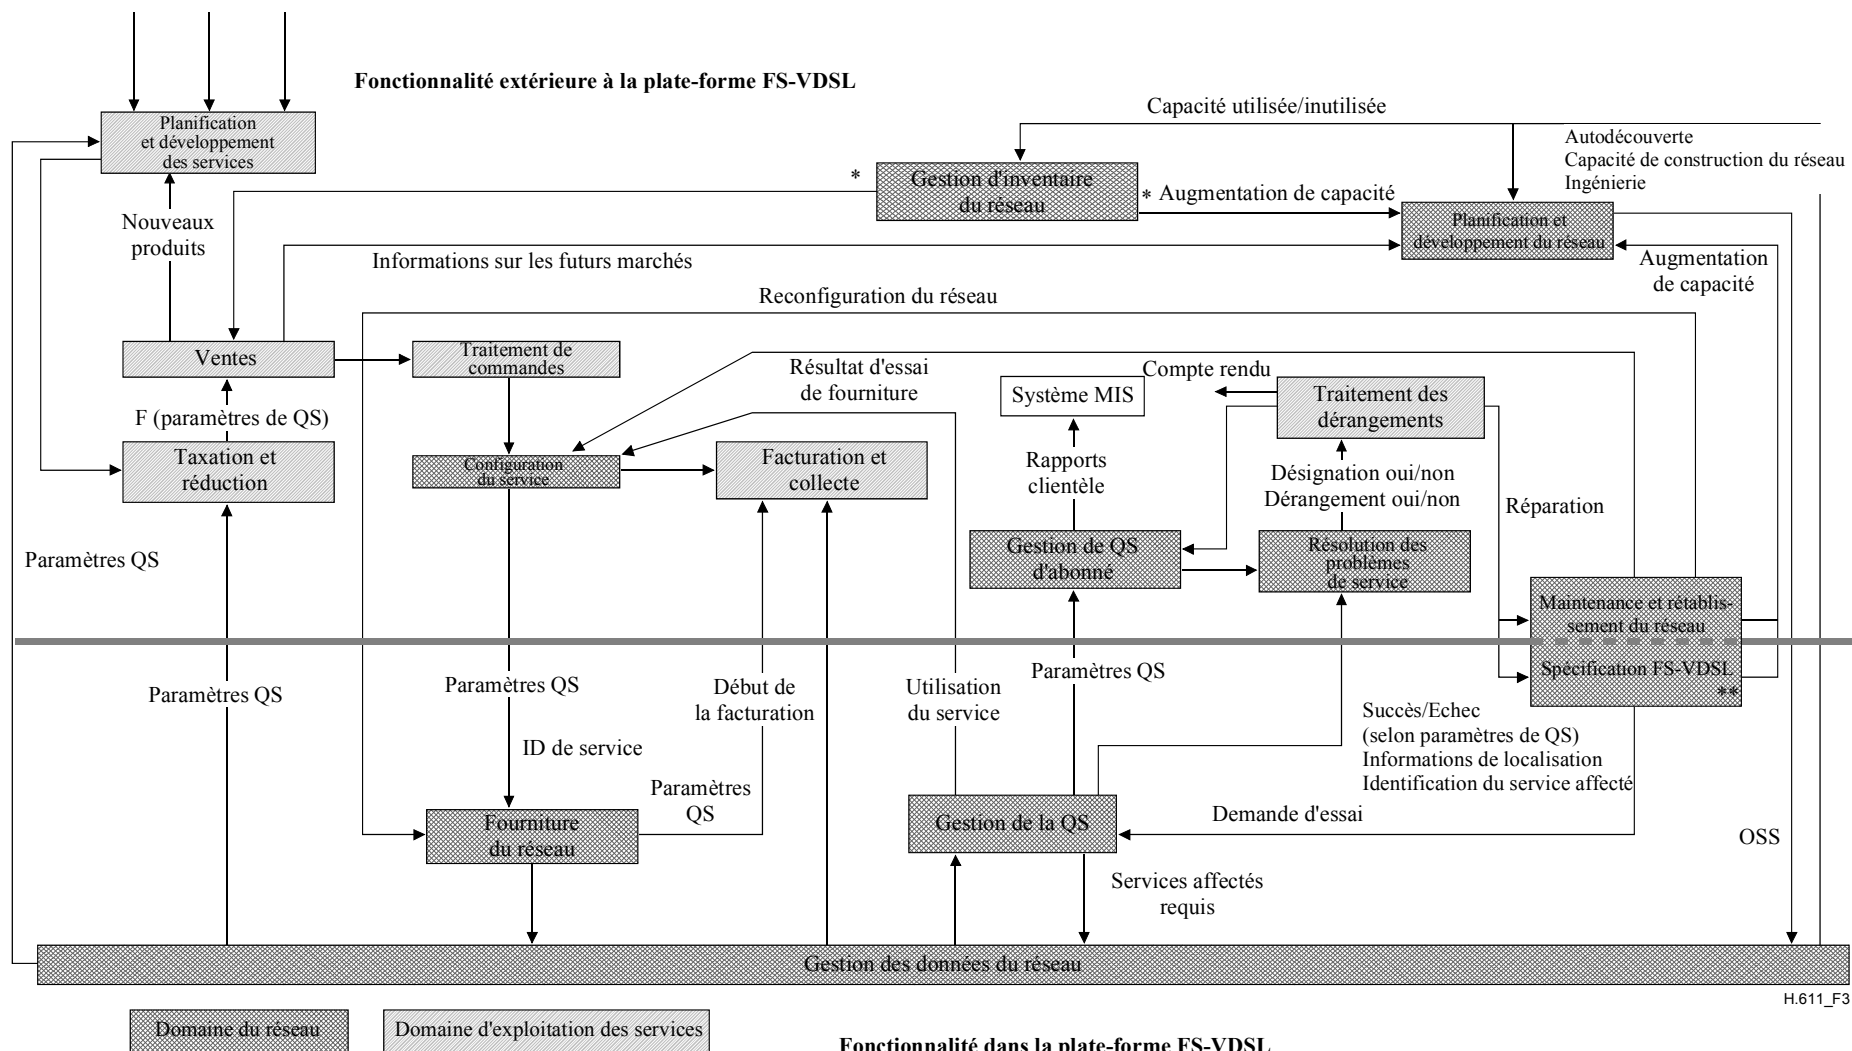 Fonctionnalité extérieure à la plate-forme FS-VDSL
Capacité utilisée/inutilisée
Planification
et développement
des services
Autodécouverte
Capacité de construction du réseau
Ingénierie
*
Gestion d'inventaire
du réseau
* Augmentation de capacité
Planification et
développement du réseau
Nouveaux
produits
Informations sur les futurs marchés
Augmentation
de capacité
Reconfiguration du réseau
Ventes
Traitement de
commandes
Résultat d'essai
de fourniture
Compte rendu
Système MIS
Traitement des
dérangements
F (paramètres de QS)
Taxation et
réduction
Configuration
du service
Facturation et
collecte
Rapports
clientèle
Désignation oui/non
Dérangement oui/non
Réparation
Paramètres QS
Gestion de QS
d'abonné
Résolution des
problèmes
de service
Maintenance et rétablis-
sement du réseau
Spécification FS-VDSL
**
Paramètres QS
Paramètres QS
Début de
la facturation
Utilisation
du service
Paramètres QS
Succès/Echec
(selon paramètres de QS)
Informations de localisation
Identification du service affecté
ID de service
Paramètres
QS
Fourniture
du réseau
Gestion de la QS
Demande d'essai
OSS
Services affectés
requis
Gestion des données du réseau
H.611_F3
Domaine du réseau
Domaine d'exploitation des services
Fonctionnalité dans la plate-forme FS-VDSL